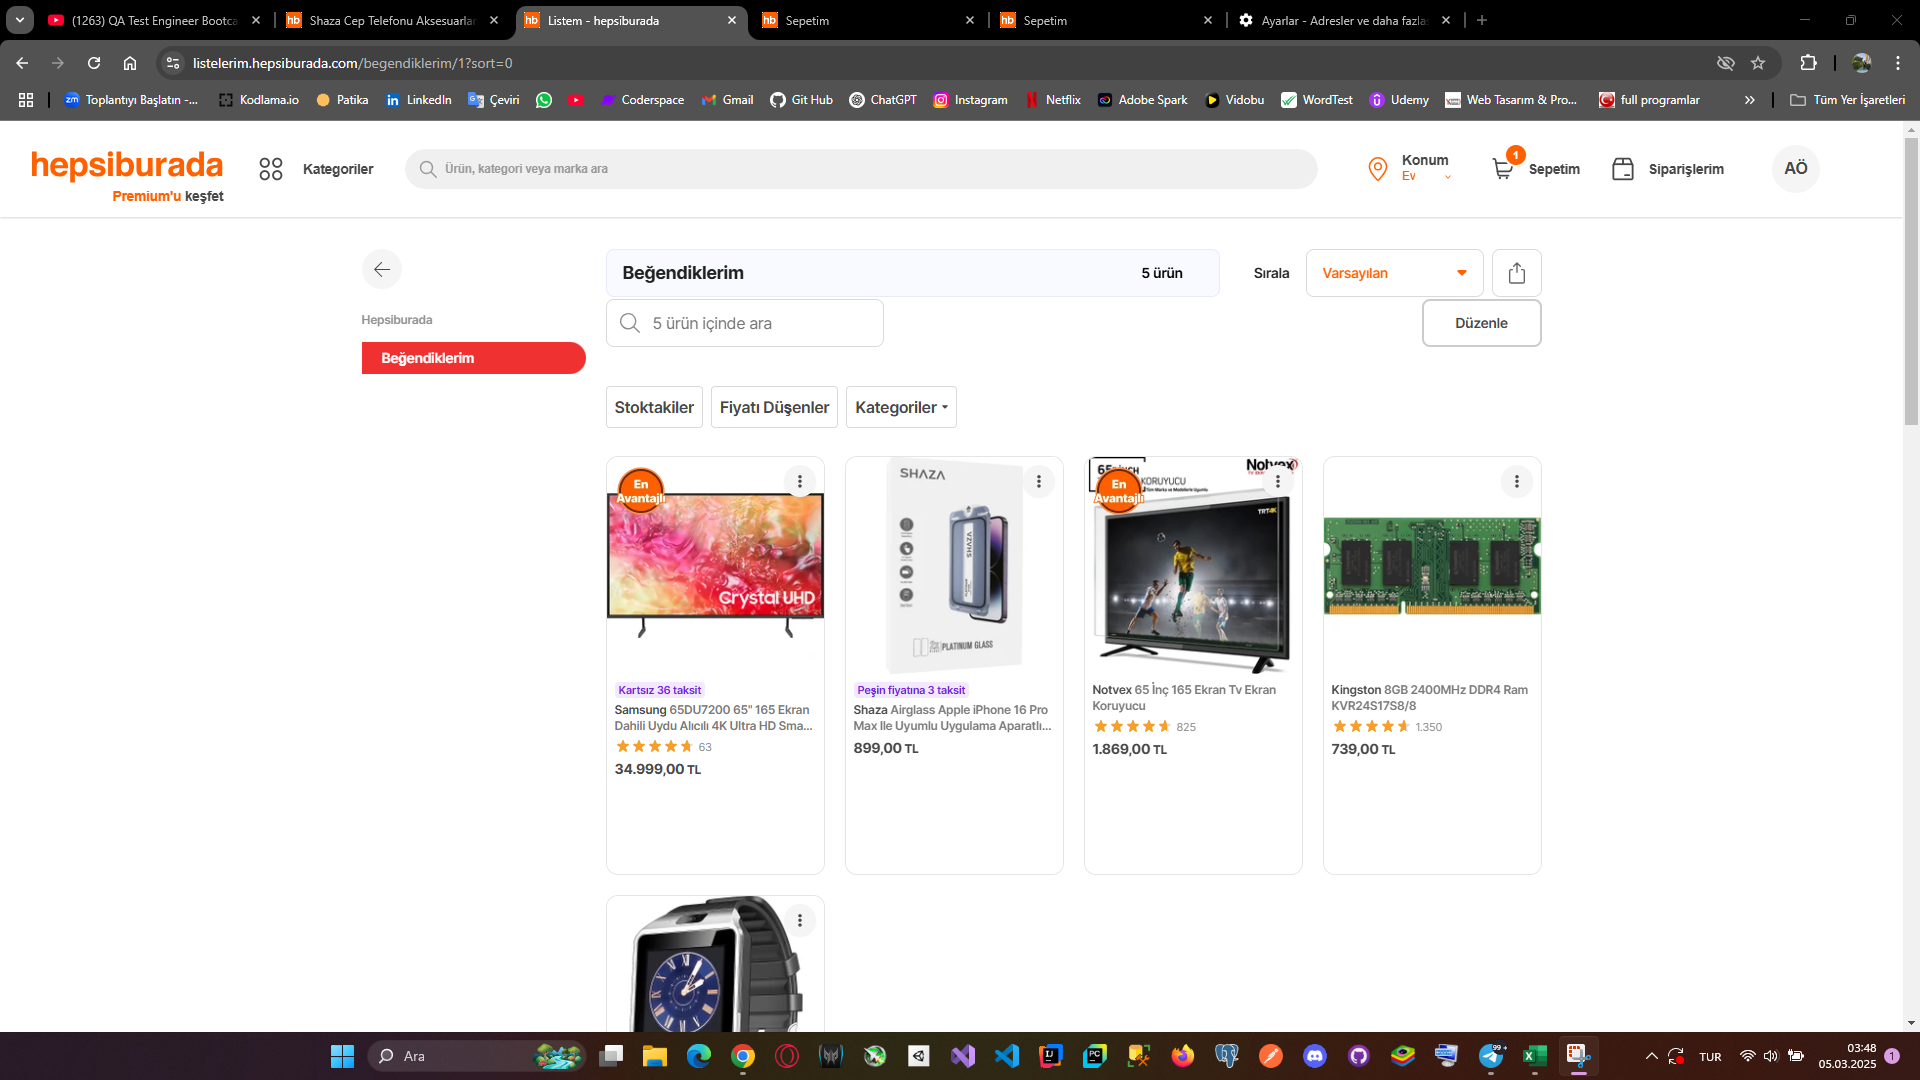 (1263) QA Test Engineer Bootca
Shaza Cep Telefonu Aksesuarlar
Listem - hepsiburada
Sepetim
Sepetim
Ayarlar - Adresler ve daha fazla
listelerim.hepsiburada.com/begendiklerim/1?sort=0
Toplantıyı Başlatın -...
Kodlama.io
Patika
LinkedIn
Çeviri
Coderspace
Gmail
Git Hub
ChatGPT
Instagram
Netflix
Adobe Spark
Vidobu
WordTest
Udemy
Web Tasarım & Pro...
full programlar
Tüm Yer İşaretleri
hepsiburada
Premium'u keşfet
Kategoriler
Ürün, kategori veya marka ara
Konum
Ev
1
Sepetim
Siparişlerim
AÖ
Hepsiburada
Beğendiklerim
Beğendiklerim
5 ürün
Sırala
Varsayılan
5 ürün içinde ara
Düzenle
Stoktakiler
Fiyatı Düşenler
Kategoriler
En
Avantajlı
Crystal UHD
Kartsız 36 taksit
Samsung 65DU7200 65" 165 Ekran
Dahili Uydu Alıcılı 4K Ultra HD Sma...
63
34.999,00 TL
SHAZA
SHAZA
PLATINUM GLASS
Peşin fiyatına 3 taksit
Shaza Airglass Apple iPhone 16 Pro
Max Ile Uyumlu Uygulama Aparatlı...
899,00 TL
Notvex
KORUYUCU
En
Avantajlı
TRT4K
Notvex 65 İnç 165 Ekran Tv Ekran
Koruyucu
825
1.869,00 TL
Kingston 8GB 2400MHz DDR4 Ram
KVR24S17S8/8
1.350
739,00 TL
Ara
99+
TUR
03:48
05.03.2025
1